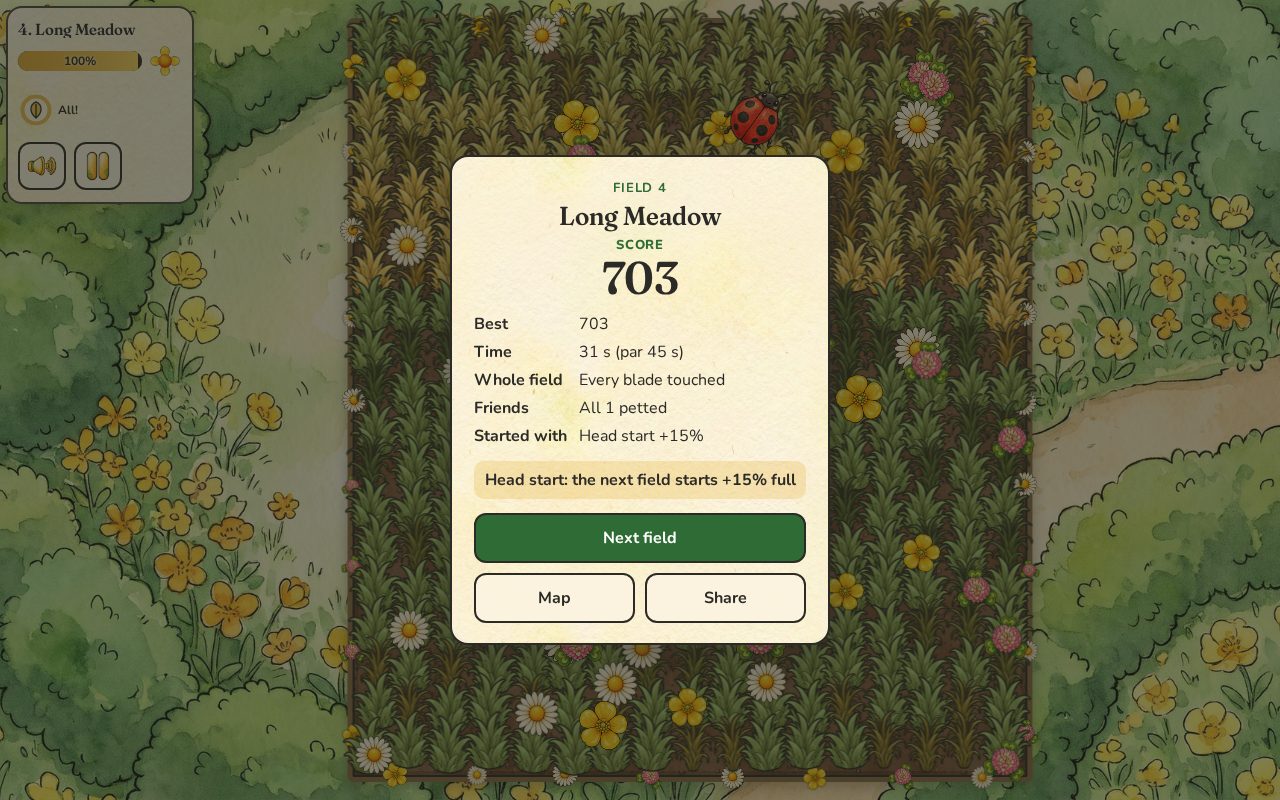 4. Long Meadow
100%
All!
FIELD 4
Long Meadow
SCORE
703
Best 703
Time 31 s (par 45 s)
Whole field Every blade touched
Friends All 1 petted
Started with Head start +15%
Head start: the next field starts +15% full
Next field
Map Share